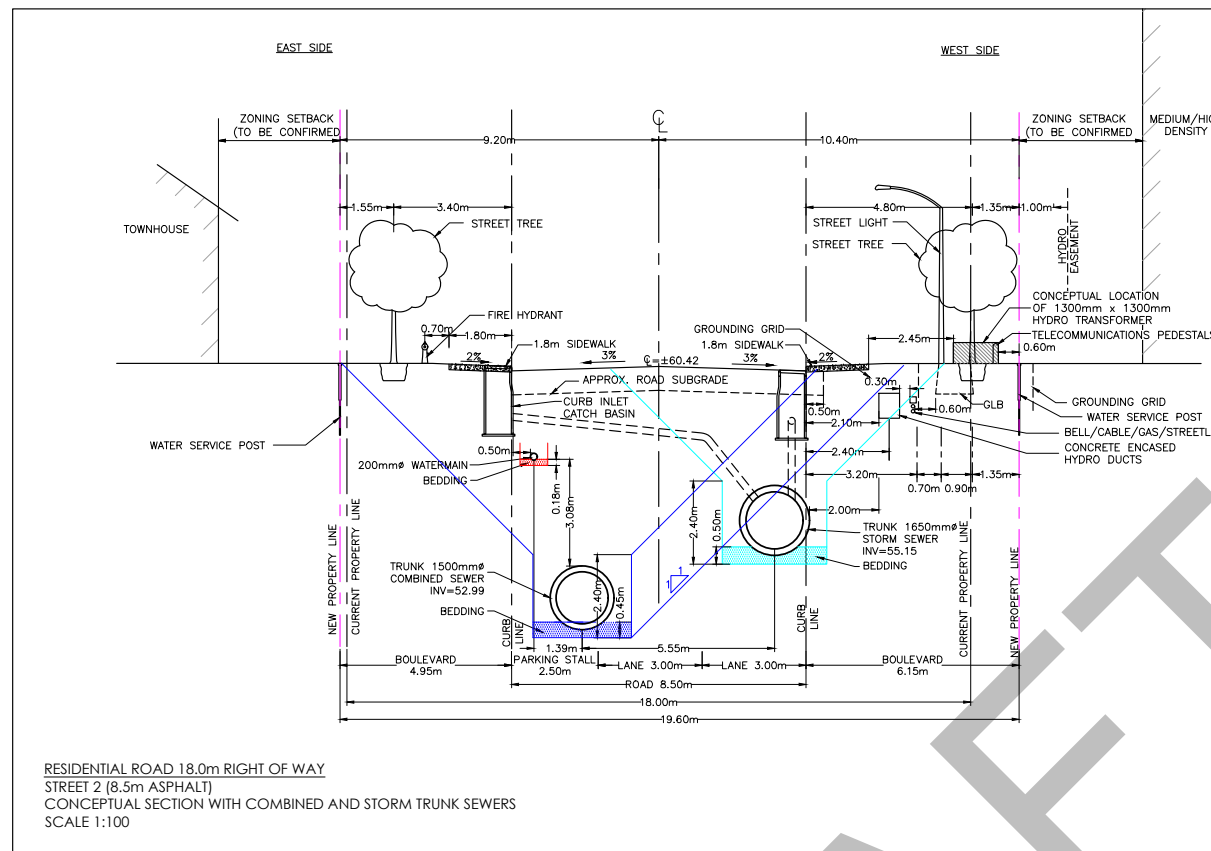 EAST SIDE
WEST SIDE
ZONING SETBACK
(TO BE CONFIRMED
9.20m
10.40m
ZONING SETBACK
(TO BE CONFIRMED
MEDIUM/HIG
DENSITY
1.55m
3.40m
4.80m
1.35m
1.00m
TOWNHOUSE
STREET TREE
STREET LIGHT
STREET TREE
HYDRO
EASEMENT
CONCEPTUAL LOCATION
OF 1300mm x 1300mm
HYDRO TRANSFORMER
TELECOMMUNICATIONS PEDESTALS
0.60m
FIRE HYDRANT
0.70m
1.80m
1.8m SIDEWALK
2%
3%
℄=±60.42
3%
GROUNDING GRID
1.8m SIDEWALK
2%
2.45m
APPROX. ROAD SUBGRADE
CURB INLET
CATCH BASIN
0.30m
0.50m
0.60m
GLB
2.10m
GROUNDING GRID
WATER SERVICE POST
BELL/CABLE/GAS/STREETL
CONCRETE ENCASED
HYDRO DUCTS
WATER SERVICE POST
0.50m
200mmø WATERMAIN
BEDDING
0.18m
3.08m
2.40m
3.20m
1.35m
0.70m
0.90m
2.00m
2.40m
0.50m
TRUNK 1650mmø
STORM SEWER
INV=55.15
BEDDING
TRUNK 1500mmø
COMBINED SEWER
INV=52.99
BEDDING
2.40m
0.45m
1
1
NEW PROPERTY LINE
CURRENT PROPERTY LINE
CURB
LINE
CURB
LINE
CURRENT PROPERTY LINE
NEW PROPERTY LINE
1.39m
5.55m
BOULEVARD
4.95m
PARKING STALL
2.50m
LANE 3.00m
LANE 3.00m
BOULEVARD
6.15m
ROAD 8.50m
18.00m
19.60m
RESIDENTIAL ROAD 18.0m RIGHT OF WAY
STREET 2 (8.5m ASPHALT)
CONCEPTUAL SECTION WITH COMBINED AND STORM TRUNK SEWERS
SCALE 1:100